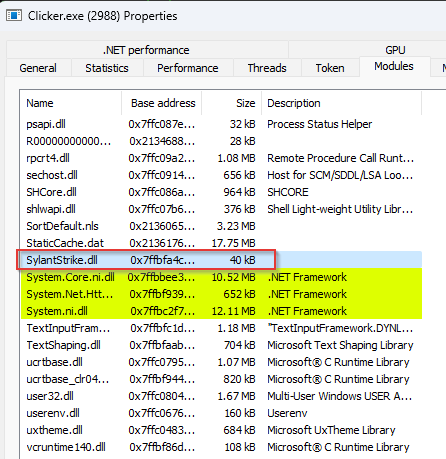 Clicker.exe (2988) Properties
.NET performance GPU
General Statistics Performance Threads Token Modules
Name Base address Size Description
psapi.dll 0x7ffc087e... 32 kB Process Status Helper
R00000000000... 0x2134688... 28 kB
rpcrt4.dll 0x7ffc09a2... 1.08 MB Remote Procedure Call Runt...
sechost.dll 0x7ffc0914... 656 kB Host for SCM/SDDL/LSA Loo...
SHCore.dll 0x7ffc086a... 964 kB SHCORE
shlwapi.dll 0x7ffc07b6... 376 kB Shell Light-weight Utility Libr...
SortDefault.nls 0x2065065... 3.23 MB
StaticCache.dat 0x2136176... 17.75 MB
SylantStrike.dll 0x7ffbfa4c... 40 kB
System.Core.ni.dll 0x7ffbbee3... 10.52 MB .NET Framework
System.Net.Htt... 0x7ffbf939... 652 kB .NET Framework
System.ni.dll 0x7ffbc2f7... 12.11 MB .NET Framework
TextInputFram... 0x7ffbfc1d... 1.18 MB "TextInputFramework.DYNL...
TextShaping.dll 0x7ffbfaab... 704 kB Microsoft Text Shaping Library
ucrtbase.dll 0x7ffc0795... 1.07 MB Microsoft® C Runtime Library
ucrtbase_clr04... 0x7ffbf944... 820 kB Microsoft® C Runtime Library
user32.dll 0x7ffc0804... 1.67 MB Multi-User Windows USER A...
userenv.dll 0x7ffc0676... 160 kB Userenv
uxtheme.dll 0x7ffc0483... 684 kB Microsoft UxTheme Library
vcruntime140.dll 0x7ffbf86d... 108 kB Microsoft® C Runtime Library